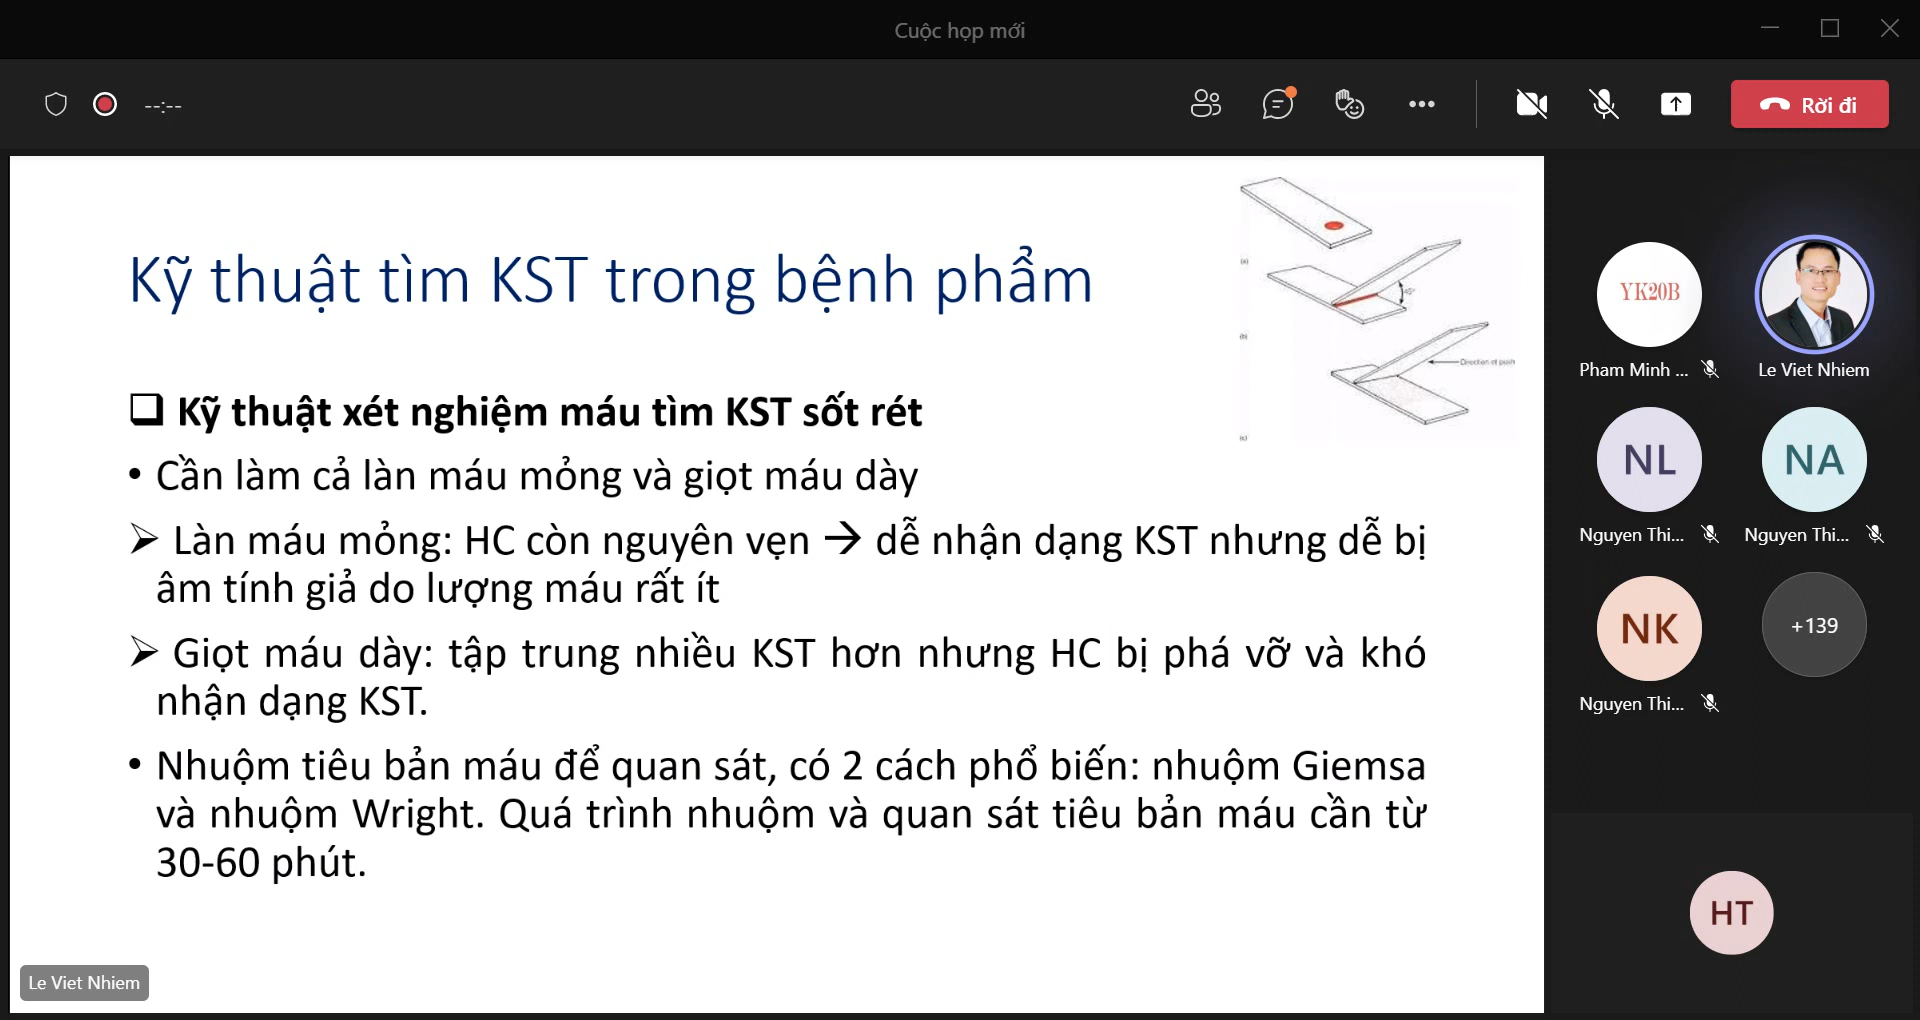 Cuộc họp mới
--:--
Rời đi
Kỹ thuật tìm KST trong bệnh phẩm
Kỹ thuật xét nghiệm máu tìm KST sốt rét
• Cần làm cả làn máu mỏng và giọt máu dày
➢ Làn máu mỏng: HC còn nguyên vẹn → dễ nhận dạng KST nhưng dễ bị
âm tính giả do lượng máu rất ít
➢ Giọt máu dày: tập trung nhiều KST hơn nhưng HC bị phá vỡ và khó
nhận dạng KST.
• Nhuộm tiêu bản máu để quan sát, có 2 cách phổ biến: nhuộm Giemsa
và nhuộm Wright. Quá trình nhuộm và quan sát tiêu bản máu cần từ
30-60 phút.
(a)
45°
(b)
Direction of push
(c)
Le Viet Nhiem
YK20B
Pham Minh ...
Le Viet Nhiem
NL
NA
Nguyen Thi...
Nguyen Thi...
NK
+139
Nguyen Thi...
HT